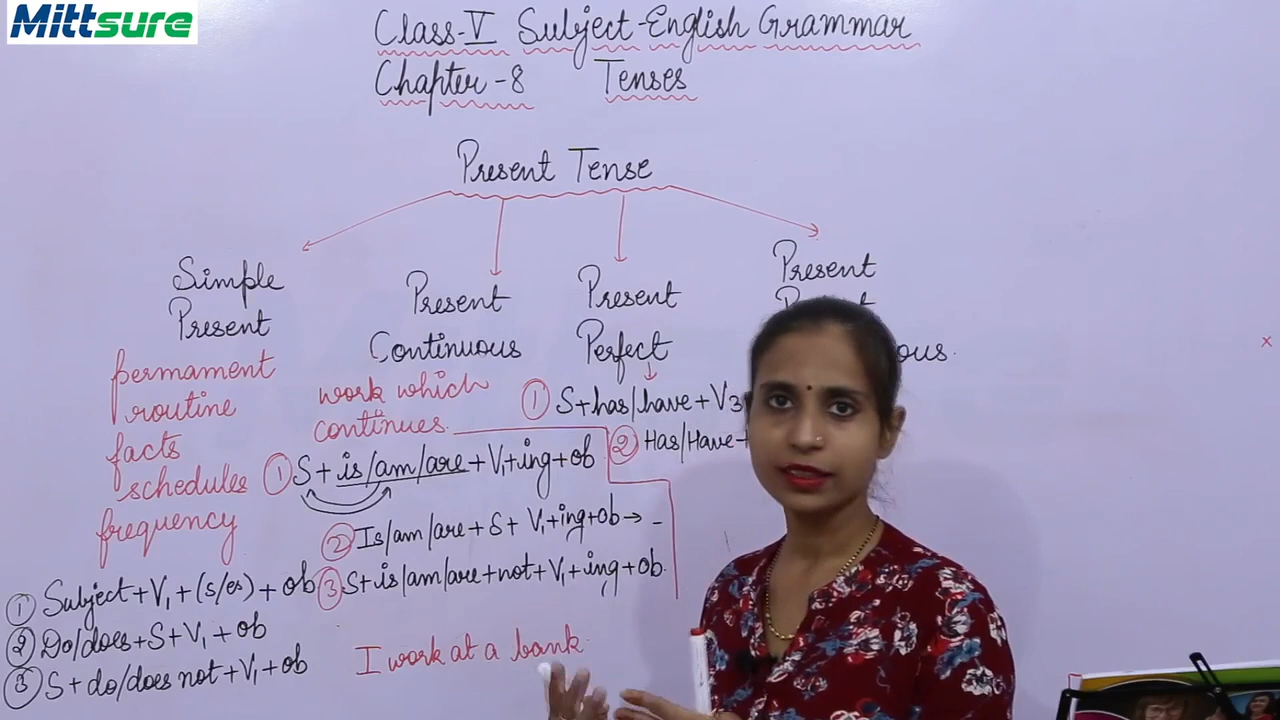 Mittsure
Class-V Subject-English Grammar
Chapter-8 Tenses
Present Tense
Simple
Present
permament
routine
facts
schedules
frequency
① Subject+V₁+(s/es)+ob
② Do/does+S+V₁+ob
③ S+do/does not+V₁+ob
Present
Continuous
work which
continues.
① S+is/am/are+V₁+ing+ob
② Is/am/are+S+V₁+ing+ob→-
③ S+is/am/are+not+V₁+ing+ob.
I work at a bank.
Present
Perfect
① S+has/have+V3
② Has/Have+
Present
x